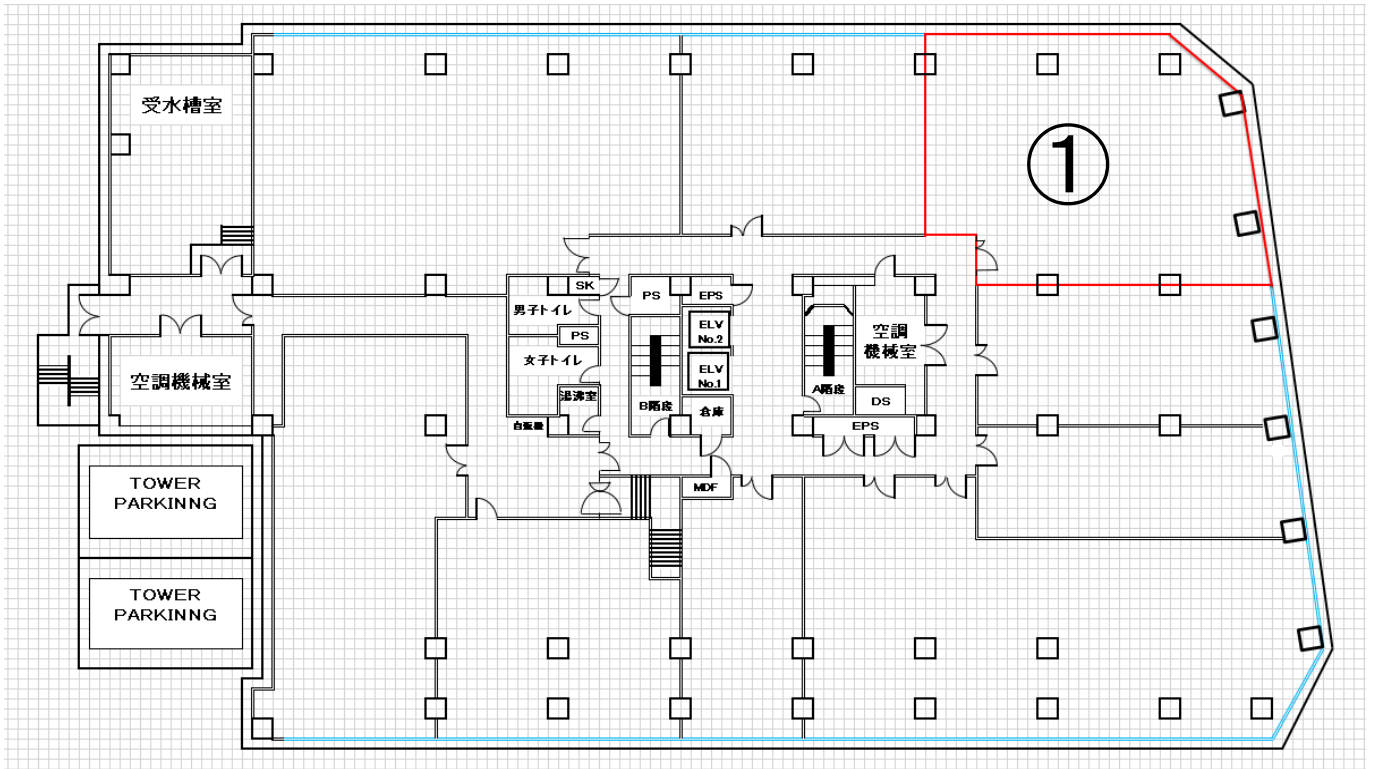 受水槽室
①
SK
PS
EPS
男子トイレ
PS
ELV
No.2
空調
機械室
女子トイレ
ELV
No.1
空調機械室
湯沸室
A階段
DS
B階段
倉庫
自販機
EPS
MDF
TOWER
PARKINNG
TOWER
PARKINNG